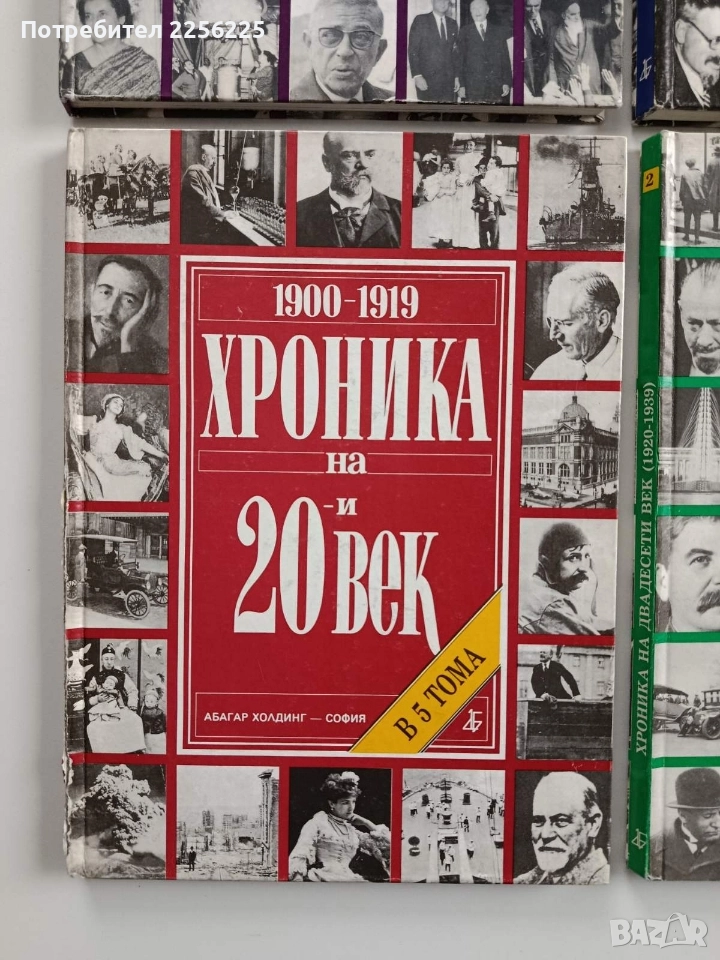 Потребител 2256225
1900-1919
ХРОНИКА
на
20-и
век
В 5 ТОМА
АБАГАР ХОЛДИНГ — СОФИЯ
2
ХРОНИКА НА ДВАДЕСЕТИ ВЕК (1920-1939)
BAZAR